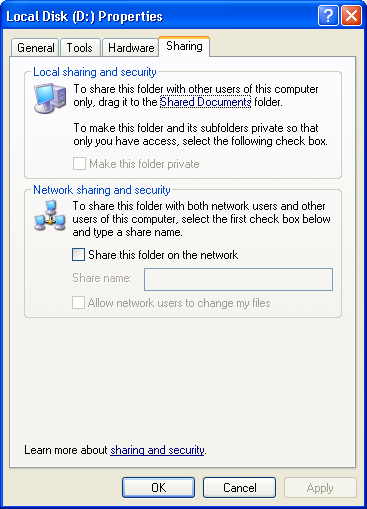 Local Disk (D:) Properties
General Tools Hardware Sharing
Local sharing and security
To share this folder with other users of this computer
only, drag it to the Shared Documents folder.
To make this folder and its subfolders private so that
only you have access, select the following check box.
Make this folder private
Network sharing and security
To share this folder with both network users and other
users of this computer, select the first check box below
and type a share name.
Share this folder on the network
Share name:
Allow network users to change my files
Learn more about sharing and security.
OK Cancel Apply